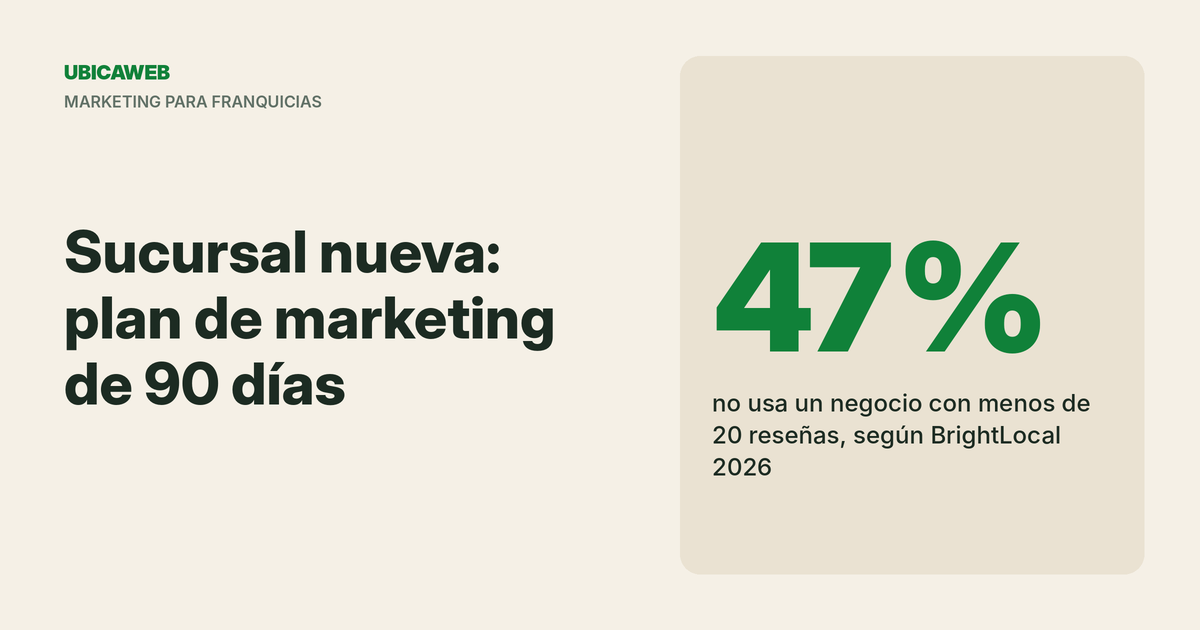 UBICAWEB
MARKETING PARA FRANQUICIAS
Sucursal nueva:
plan de marketing
de 90 días
47%
no usa un negocio con menos de
20 reseñas, según BrightLocal
2026